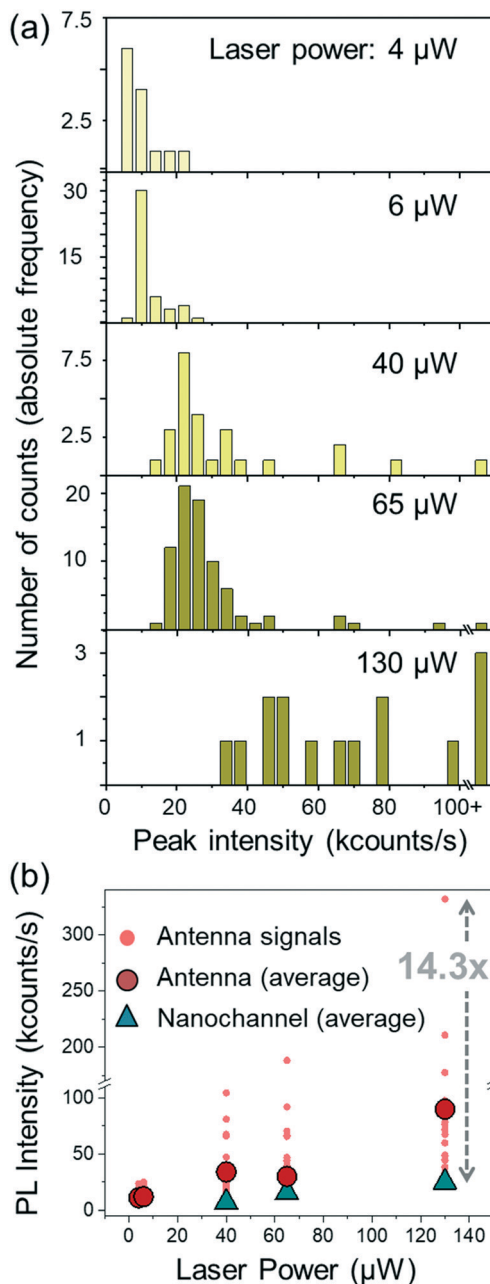 (a)
7.5
5.0
2.5
Laser power: 4 µW
30
15
6 µW
7.5
2.5
40 µW
20
10
65 µW
3
1
130 µW
Number of counts (absolute frequency)
0 20 40 60 80 100+
Peak intensity (kcounts/s)
(b)
Antenna signals
Antenna (average)
Nanochannel (average)
14.3x
300
250
200
100
50
0
PL Intensity (kcounts/s)
0 20 40 60 80 100 120 140
Laser Power (µW)